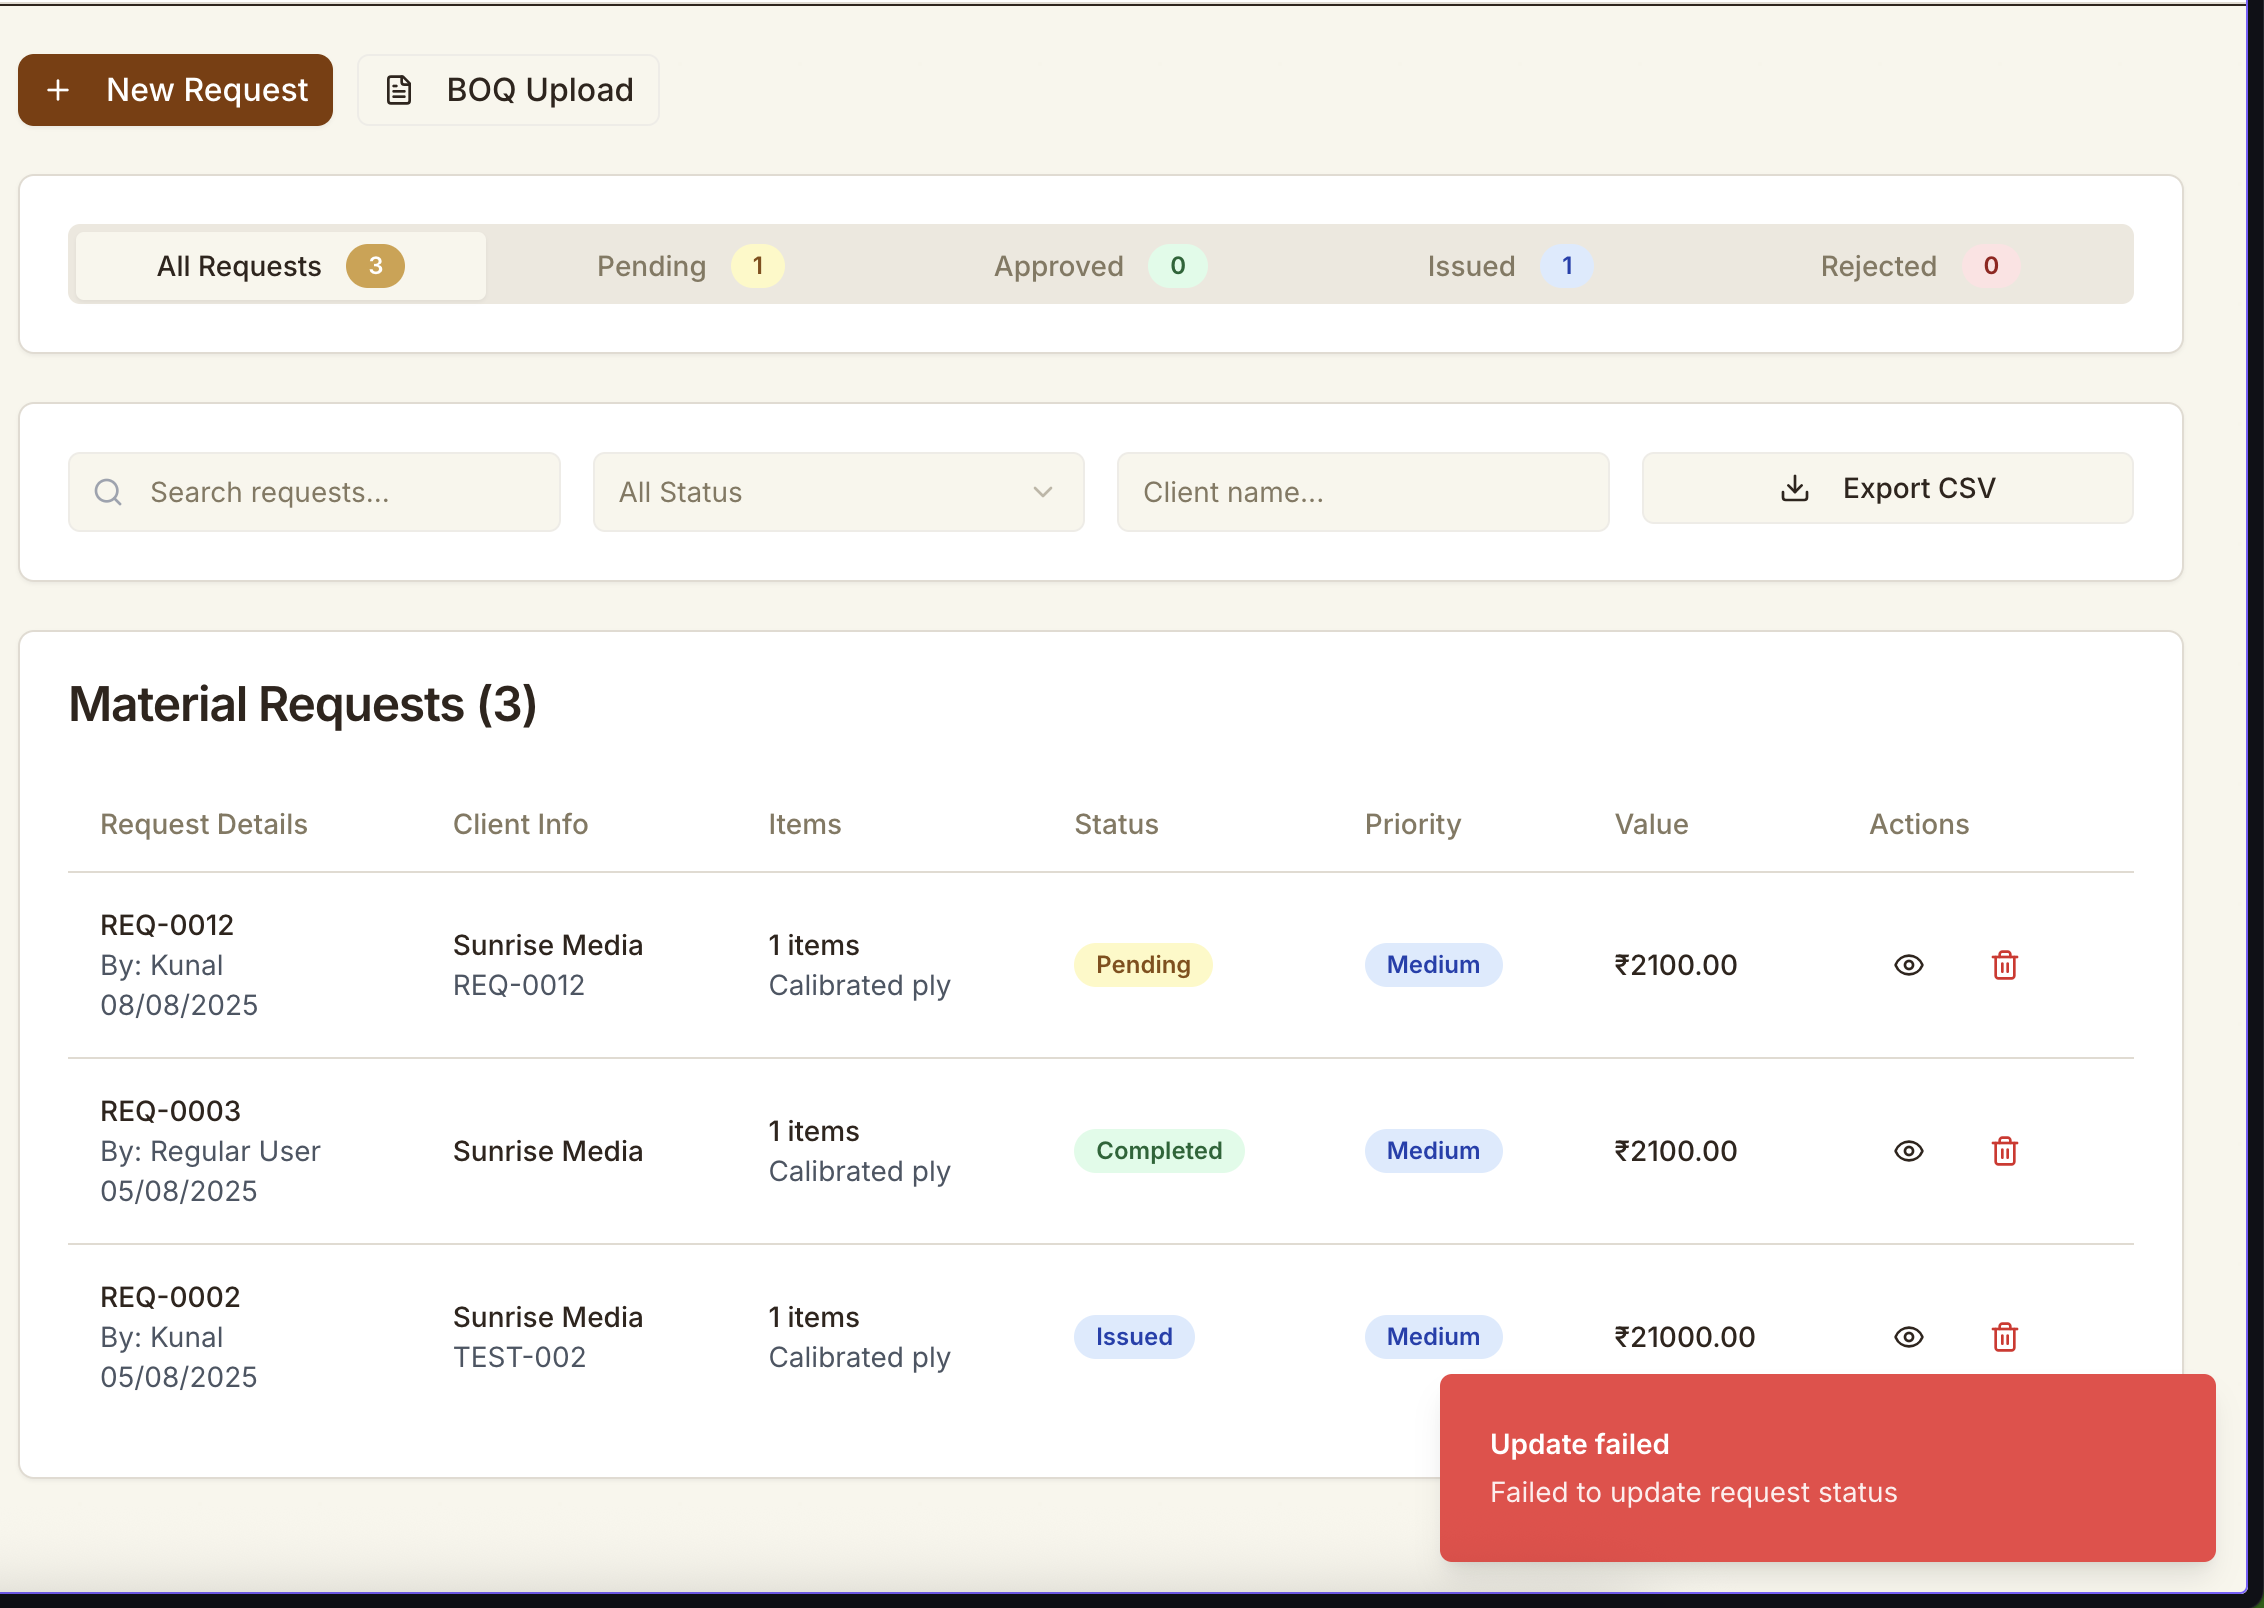 New Request
BOQ Upload
All Requests 3
Pending 1
Approved 0
Issued 1
Rejected 0
Search requests...
All Status
Client name...
Export CSV
Material Requests (3)
Request Details Client Info Items Status Priority Value Actions
REQ-0012
By: Kunal
08/08/2025
Sunrise Media
REQ-0012
1 items
Calibrated ply
Pending
Medium
₹2100.00
REQ-0003
By: Regular User
05/08/2025
Sunrise Media
1 items
Calibrated ply
Completed
Medium
₹2100.00
REQ-0002
By: Kunal
05/08/2025
Sunrise Media
TEST-002
1 items
Calibrated ply
Issued
Medium
₹21000.00
Update failed
Failed to update request status